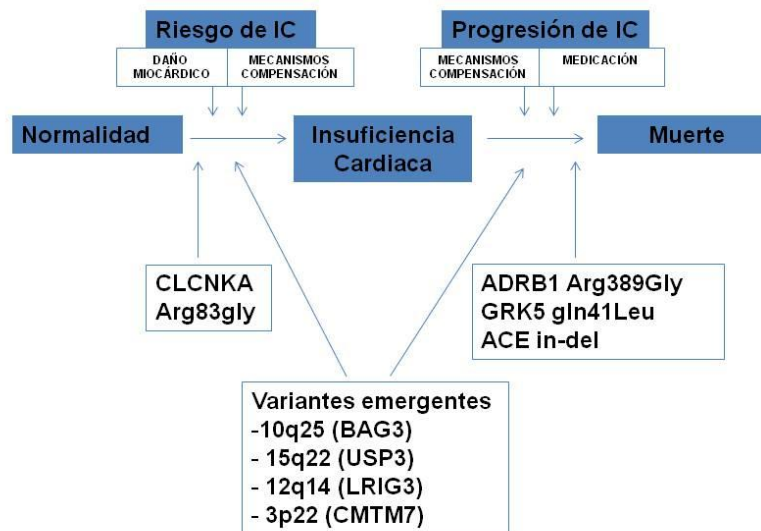 Riesgo de IC
DAÑO
MIOCÁRDICO
MECANISMOS
COMPENSACIÓN
Progresión de IC
MECANISMOS
COMPENSACIÓN
MEDICACIÓN
Normalidad
Insuficiencia
Cardiaca
Muerte
CLCNKA
Arg83gly
ADRB1 Arg389Gly
GRK5 gln41Leu
ACE in-del
Variantes emergentes
-10q25 (BAG3)
- 15q22 (USP3)
- 12q14 (LRIG3)
- 3p22 (CMTM7)